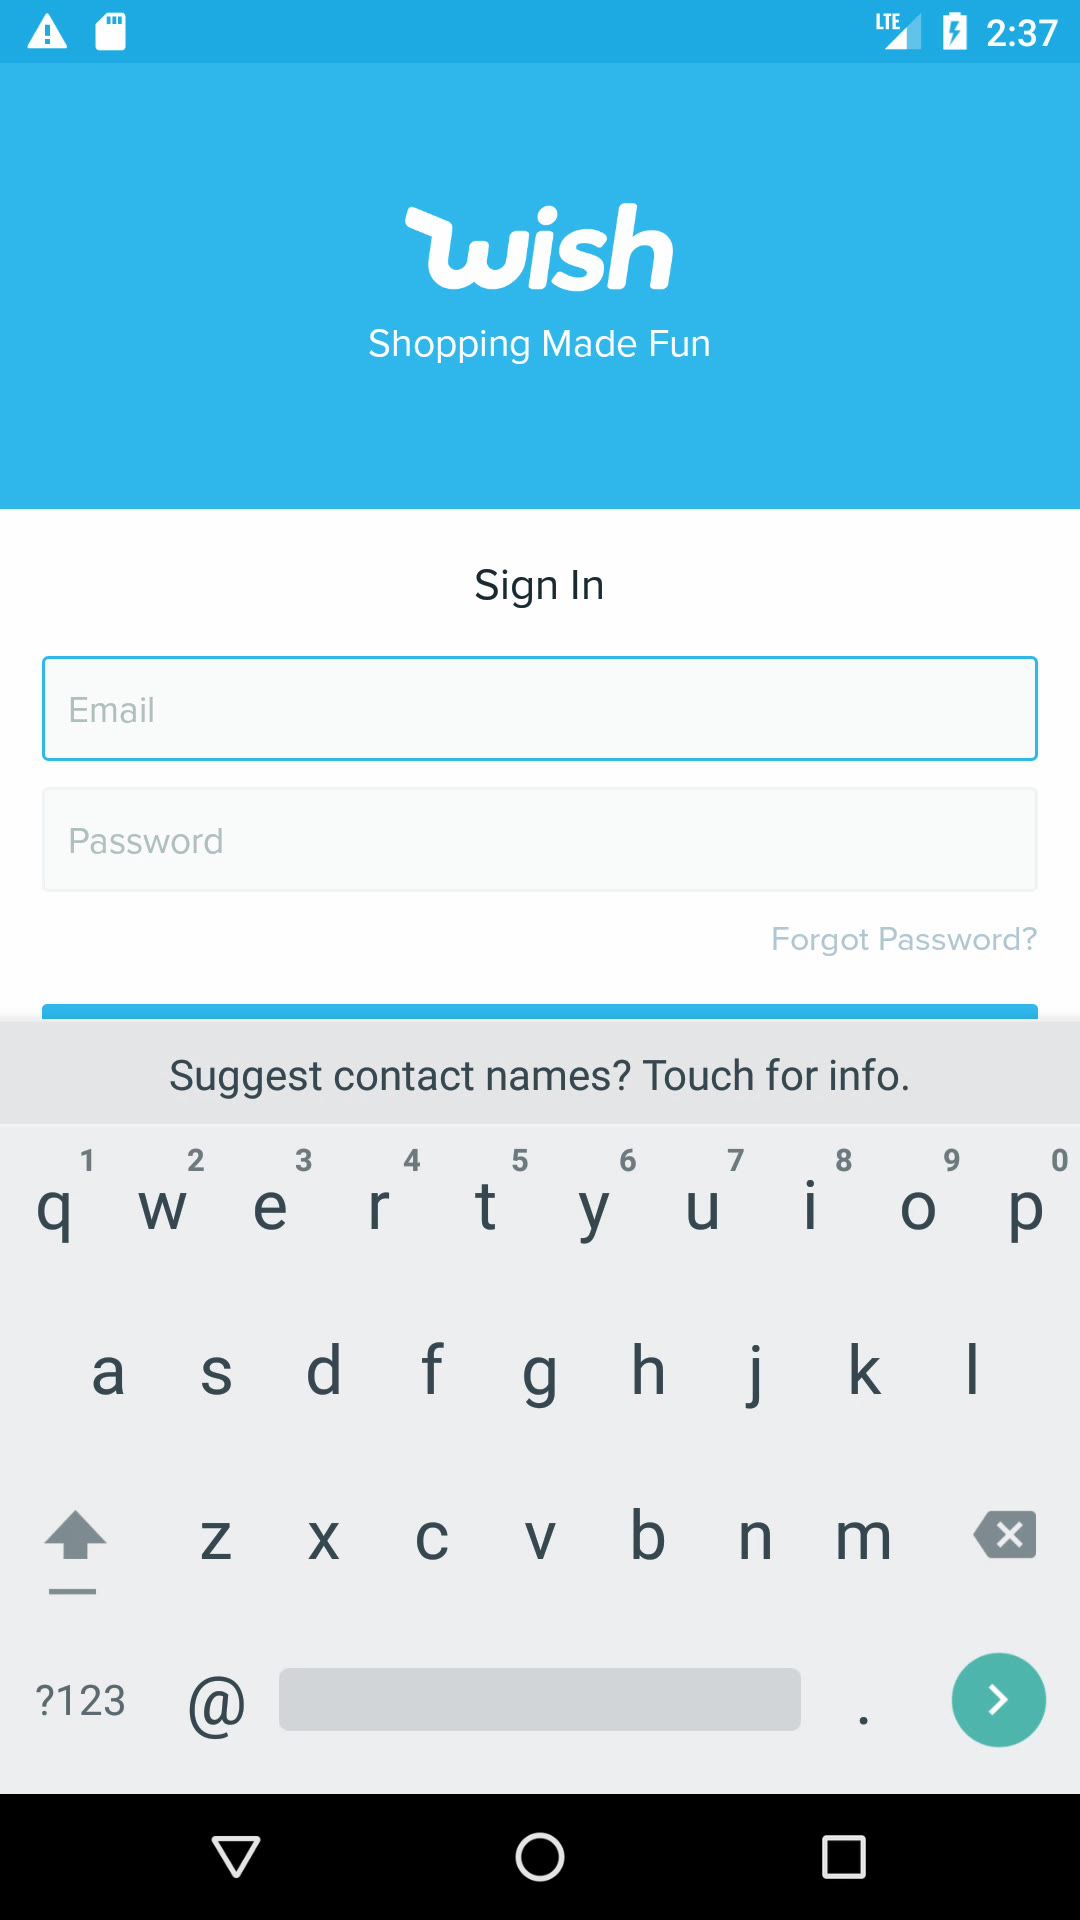 LTE 2:37
wish
Shopping Made Fun
Sign In
Email
Password
Forgot Password?
Suggest contact names? Touch for info.
1 2 3 4 5 6 7 8 9 0
q w e r t y u i o p
a s d f g h j k l
z x c v b n m
?123 @ .